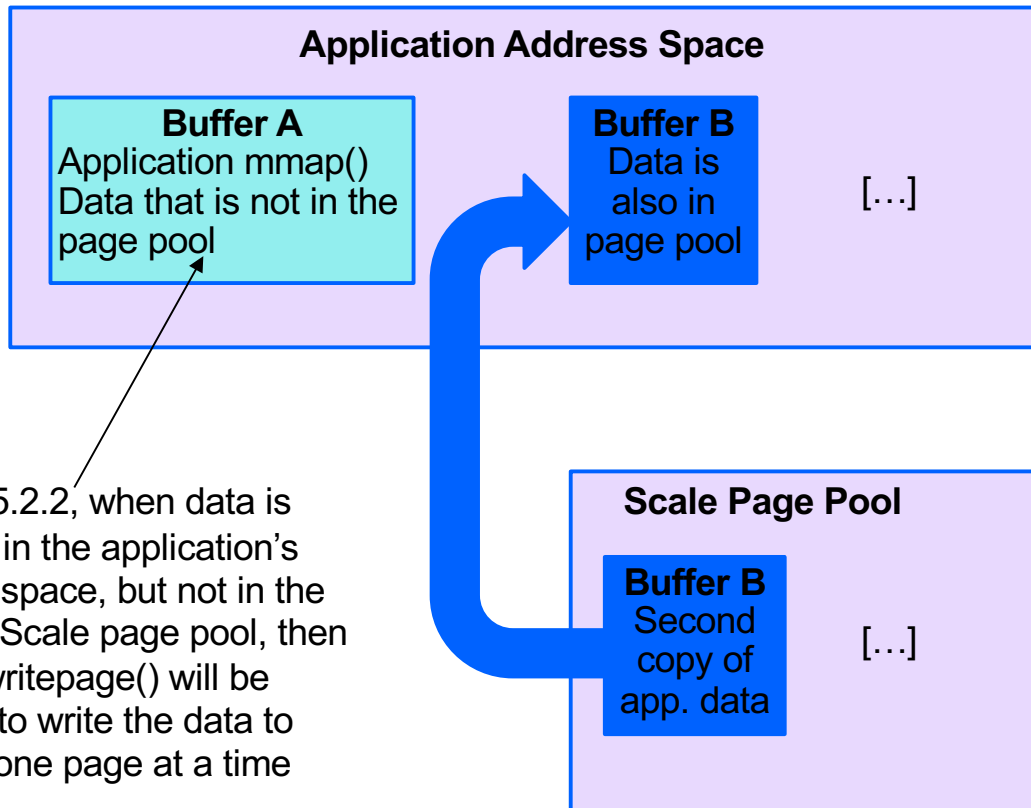 Application Address Space
Buffer A
Application mmap()
Data that is not in the
page pool
Buffer B
Data is
also in
page pool
[…]
5.2.2, when data is
in the application’s
space, but not in the
Scale page pool, then
writepage() will be
to write the data to
one page at a time
Scale Page Pool
Buffer B
Second
copy of
app. data
[…]